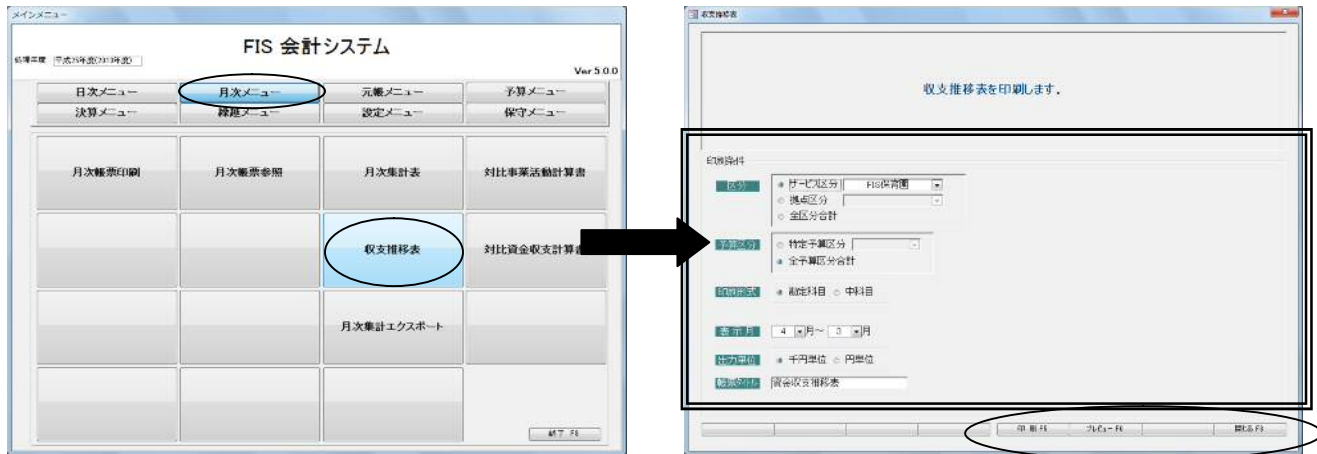 メインメニュー
FIS 会計システム
処理年度 平成25年度(2013年度)
Ver 5.0.0
日次メニュー 月次メニュー 元帳メニュー 予算メニュー
決算メニュー 繰越メニュー 設定メニュー 保守メニュー
月次帳票印刷 月次帳票参照 月次集計表 対比事業活動計算書
収支推移表 対比資金収支計算書
月次集計エクスポート
終了 F8
収支推移表
収支推移表を印刷します.
印刷条件
区分 サービス区分 FIS保育園
拠点区分
全区分合計
予算区分 特定予算区分
全予算区分合計
印刷形式 勘定科目 中科目
表示月 4 月～ 3 月
出力単位 千円単位 円単位
帳票タイトル 資金収支推移表
印刷 F5 プレビュー F6 閉じる F8